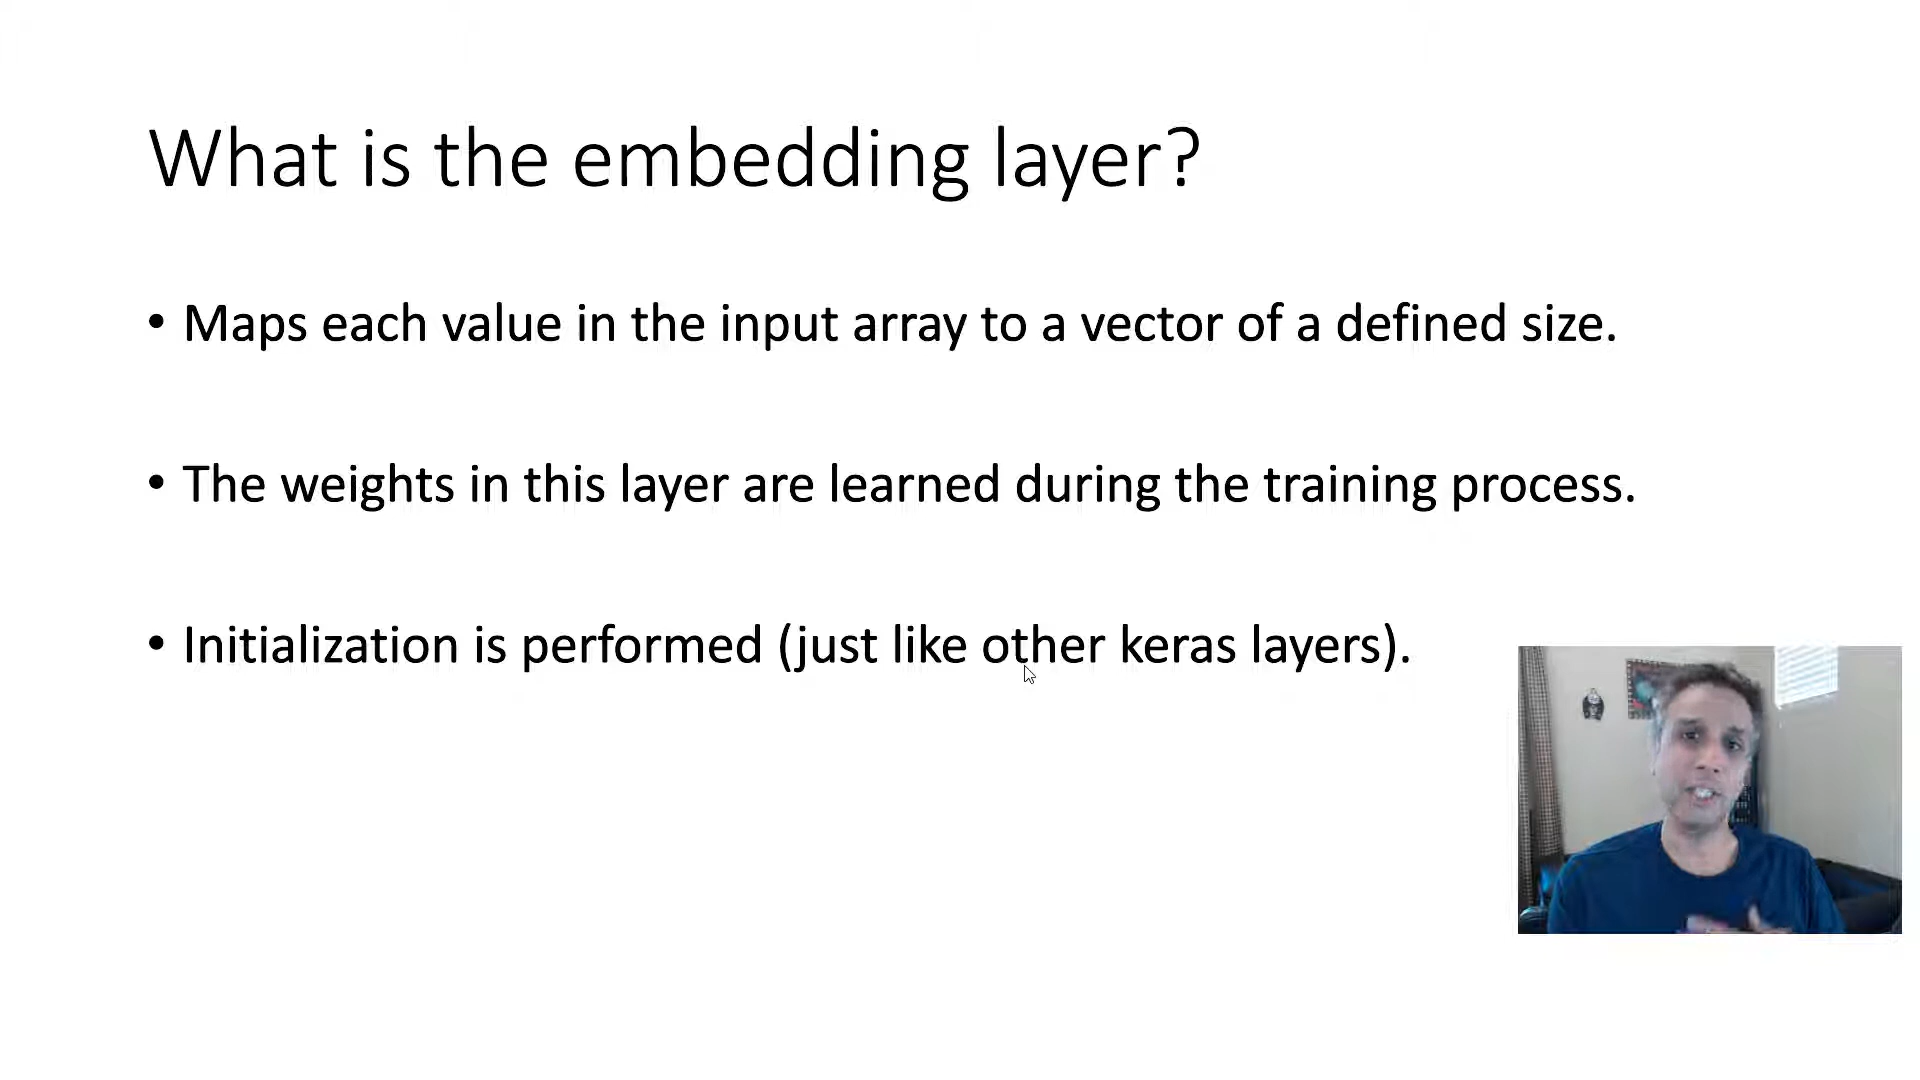 What is the embedding layer?
• Maps each value in the input array to a vector of a defined size.
• The weights in this layer are learned during the training process.
• Initialization is performed (just like other keras layers).